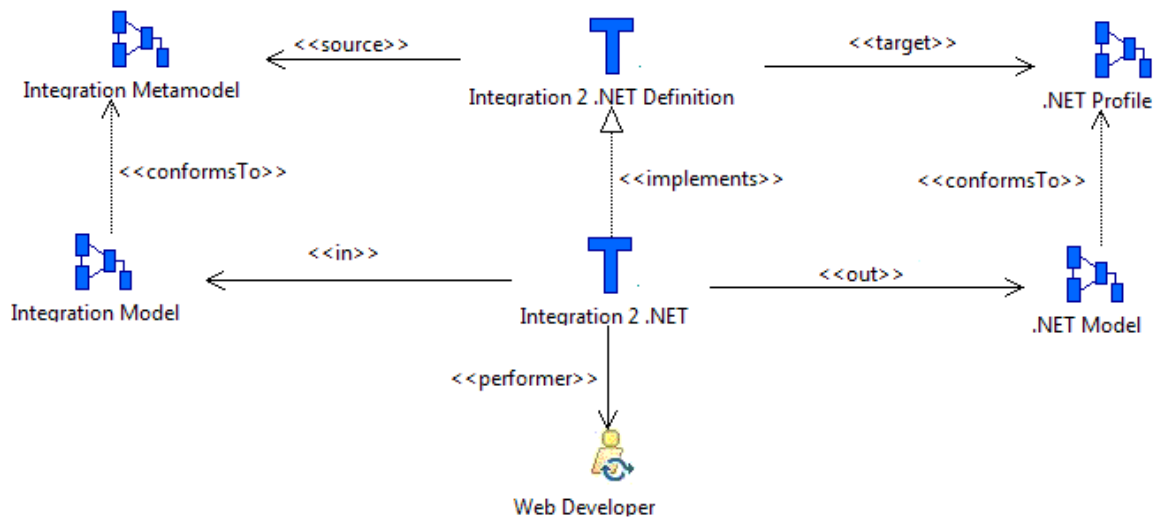 <<source>>
<<target>>
Integration Metamodel
Integration 2 .NET Definition
.NET Profile
<<conformsTo>>
<<implements>>
<<conformsTo>>
<<in>>
<<out>>
Integration Model
Integration 2 .NET
.NET Model
<<performer>>
Web Developer